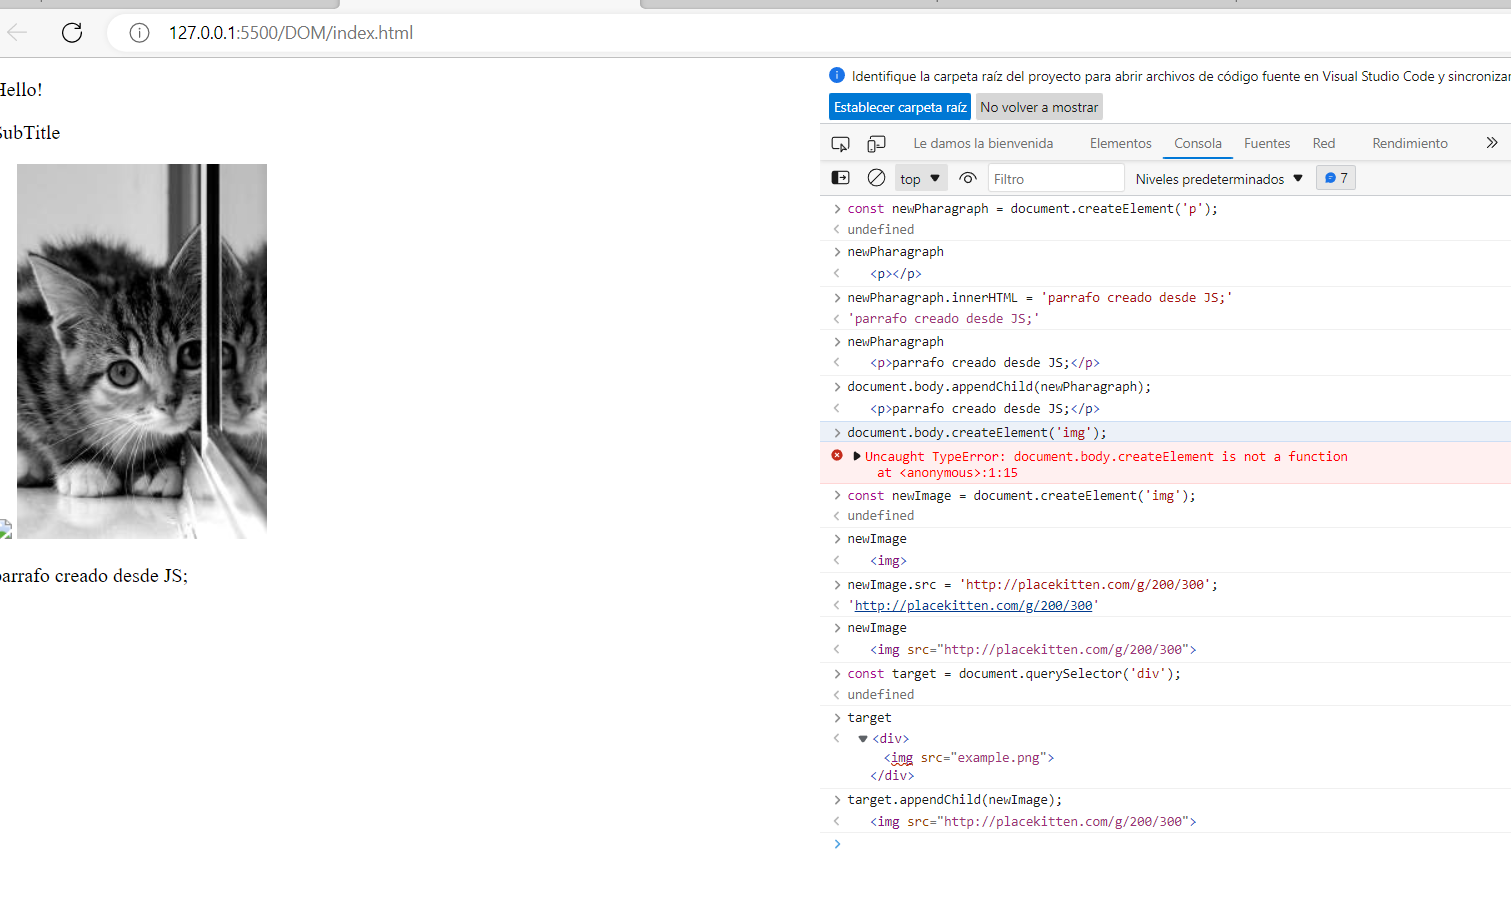 127.0.0.1:5500/DOM/index.html
Hello!
SubTitle
parrafo creado desde JS;
Identifique la carpeta raíz del proyecto para abrir archivos de código fuente en Visual Studio Code y sincronizar
Establecer carpeta raíz No volver a mostrar
Le damos la bienvenida Elementos Consola Fuentes Red Rendimiento
top Filtro Niveles predeterminados 7
const newPharagraph = document.createElement('p');
undefined
newPharagraph
<p></p>
newPharagraph.innerHTML = 'parrafo creado desde JS;'
'parrafo creado desde JS;'
newPharagraph
<p>parrafo creado desde JS;</p>
document.body.appendChild(newPharagraph);
<p>parrafo creado desde JS;</p>
document.body.createElement('img');
Uncaught TypeError: document.body.createElement is not a function
at <anonymous>:1:15
const newImage = document.createElement('img');
undefined
newImage
<img>
newImage.src = 'http://placekitten.com/g/200/300';
'http://placekitten.com/g/200/300'
newImage
<img src="http://placekitten.com/g/200/300">
const target = document.querySelector('div');
undefined
target
<div>
<img src="example.png">
</div>
target.appendChild(newImage);
<img src="http://placekitten.com/g/200/300">